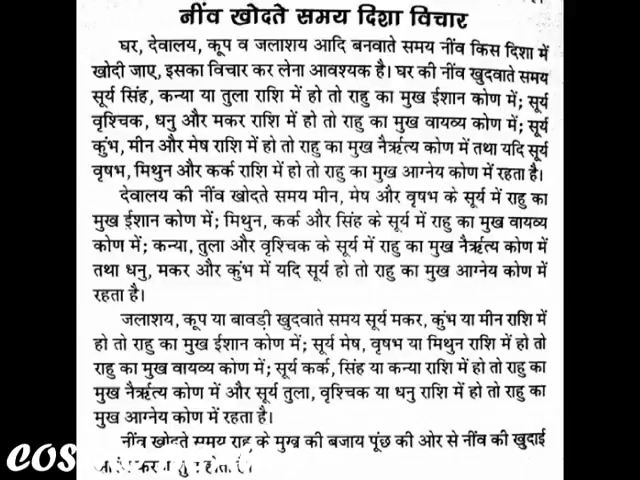 नींव खोदते समय दिशा विचार
घर, देवालय, कूप व जलाशय आदि बनवाते समय नींव किस दिशा में
खोदी जाए, इसका विचार कर लेना आवश्यक है। घर की नींव खुदवाते समय
सूर्य सिंह, कन्या या तुला राशि में हो तो राहु का मुख ईशान कोण में; सूर्य
वृश्चिक, धनु और मकर राशि में हो तो राहु का मुख वायव्य कोण में; सूर्य
कुंभ, मीन और मेष राशि में हो तो राहु का मुख नैर्ऋत्य कोण में तथा यदि सूर्य
वृषभ, मिथुन और कर्क राशि में हो तो राहु का मुख आग्नेय कोण में रहता है।
देवालय की नींव खोदते समय मीन, मेष और वृषभ के सूर्य में राहु का
मुख ईशान कोण में; मिथुन, कर्क और सिंह के सूर्य में राहु का मुख वायव्य
कोण में; कन्या, तुला और वृश्चिक के सूर्य में राहु का मुख नैर्ऋत्य कोण में
तथा धनु, मकर और कुंभ में यदि सूर्य हो तो राहु का मुख आग्नेय कोण में
रहता है।
जलाशय, कूप या बावड़ी खुदवाते समय सूर्य मकर, कुंभ या मीन राशि में
हो तो राहु का मुख ईशान कोण में; सूर्य मेष, वृषभ या मिथुन राशि में हो तो
राहु का मुख वायव्य कोण में; सूर्य कर्क, सिंह या कन्या राशि में हो तो राहु का
मुख नैर्ऋत्य कोण में और सूर्य तुला, वृश्चिक या धनु राशि में हो तो राहु का
मुख आग्नेय कोण में रहता है।
नींव खोदते समय राहु के मुख की बजाय पूंछ की ओर से नींव की खुदाई
COS